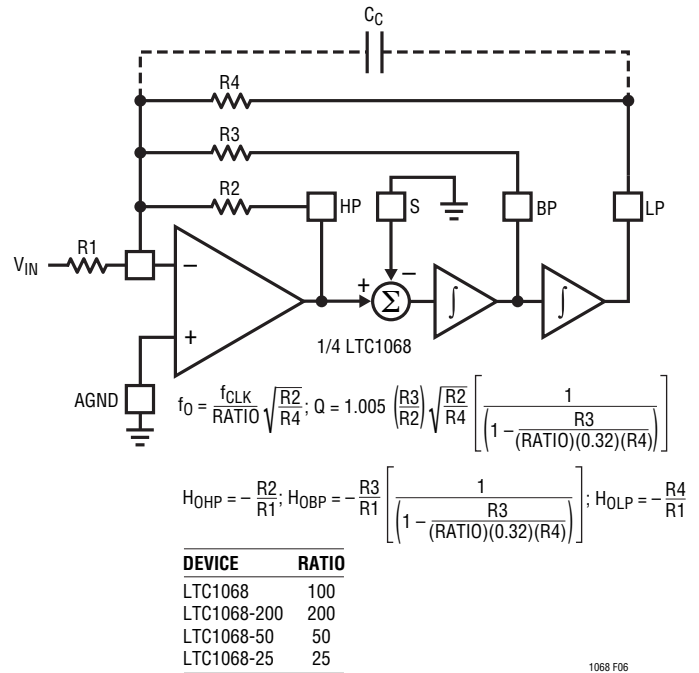 C_C
R4
R3
R2
HP
S
BP
LP
R1
V_IN
−
+
+
−
Σ
∫
∫
1/4 LTC1068
AGND
f_O = f_CLK/RATIO √(R2/R4); Q = 1.005 (R3/R2) √(R2/R4) [1/(1 − R3/((RATIO)(0.32)(R4)))]
H_OHP = − R2/R1; H_OBP = − R3/R1 [1/(1 − R3/((RATIO)(0.32)(R4)))]; H_OLP = − R4/R1
DEVICE RATIO
LTC1068 100
LTC1068-200 200
LTC1068-50 50
LTC1068-25 25
1068 F06